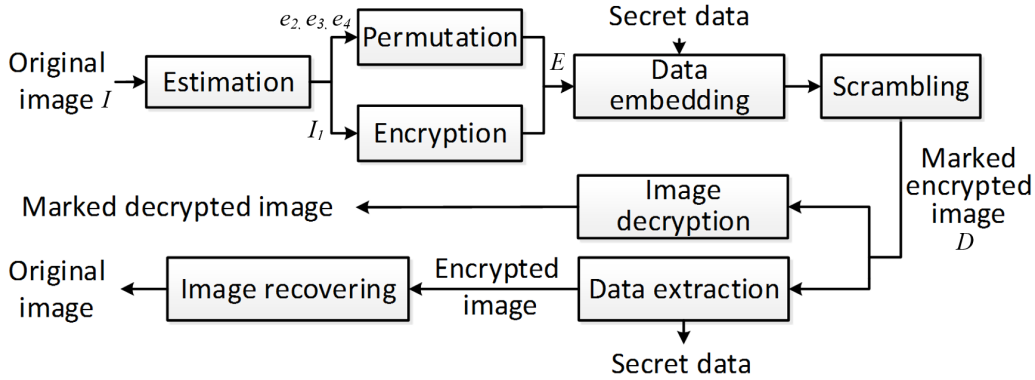 Original
image I
Estimation
e2, e3, e4
Permutation
I1
Encryption
E
Secret data
Data
embedding
Scrambling
Marked
encrypted
image
D
Image
decryption
Marked decrypted image
Data extraction
Secret data
Encrypted
image
Image recovering
Original
image